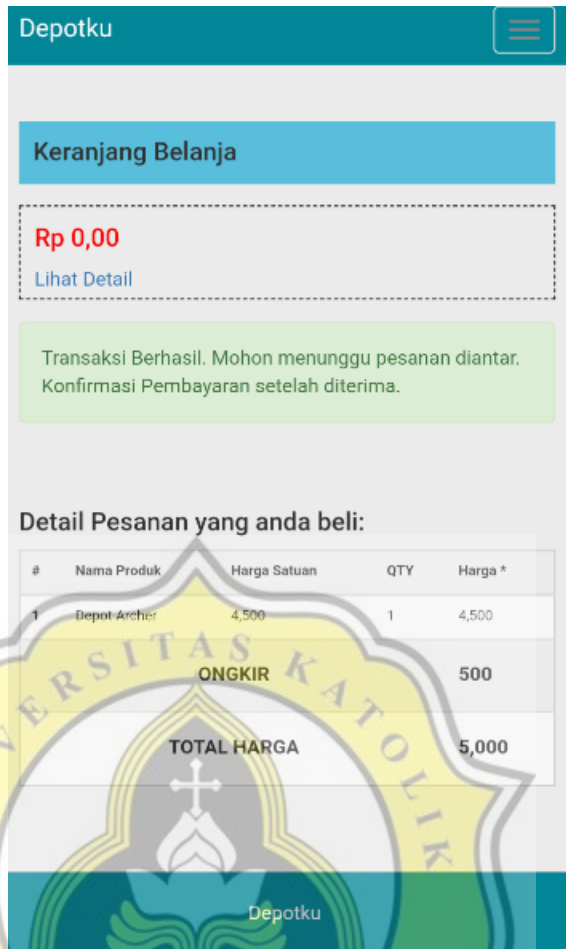 Depotku
Keranjang Belanja
Rp 0,00
Lihat Detail
Transaksi Berhasil. Mohon menunggu pesanan diantar.
Konfirmasi Pembayaran setelah diterima.
Detail Pesanan yang anda beli:
# Nama Produk Harga Satuan QTY Harga *
1 Depot Archer 4,500 1 4,500
ONGKIR 500
TOTAL HARGA 5,000
ERSITAS KATOLIK
Depotku